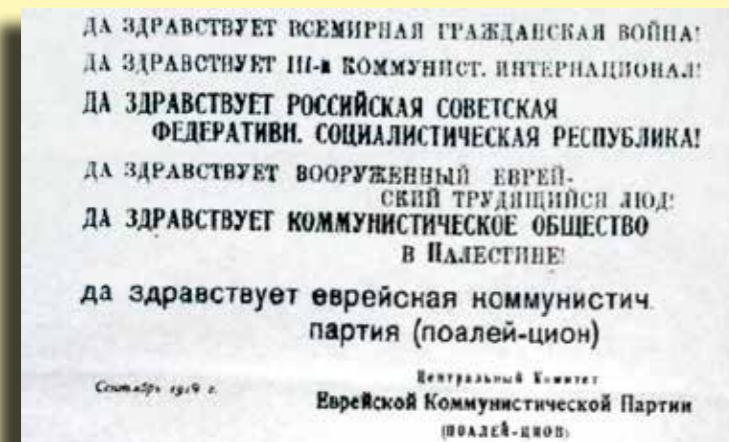 ДА ЗДРАВСТВУЕТ ВСЕМИРНАЯ ГРАЖДАНСКАЯ ВОЙНА!
ДА ЗДРАВСТВУЕТ III-й КОММУНИСТ. ИНТЕРНАЦИОНАЛ!
ДА ЗДРАВСТВУЕТ РОССИЙСКАЯ СОВЕТСКАЯ
ФЕДЕРАТИВН. СОЦИАЛИСТИЧЕСКАЯ РЕСПУБЛИКА!
ДА ЗДРАВСТВУЕТ ВООРУЖЕННЫЙ ЕВРЕЙ-
СКИЙ ТРУДЯЩИЙСЯ ЛЮД!
ДА ЗДРАВСТВУЕТ КОММУНИСТИЧЕСКОЕ ОБЩЕСТВО
В ПАЛЕСТИНЕ!
да здравствует еврейская коммунистич.
партия (поалей-цион)
Сентябрь г.
Центральный Комитет
Еврейской Коммунистической Партии
(ПОАЛЕЙ-ЦИОН)